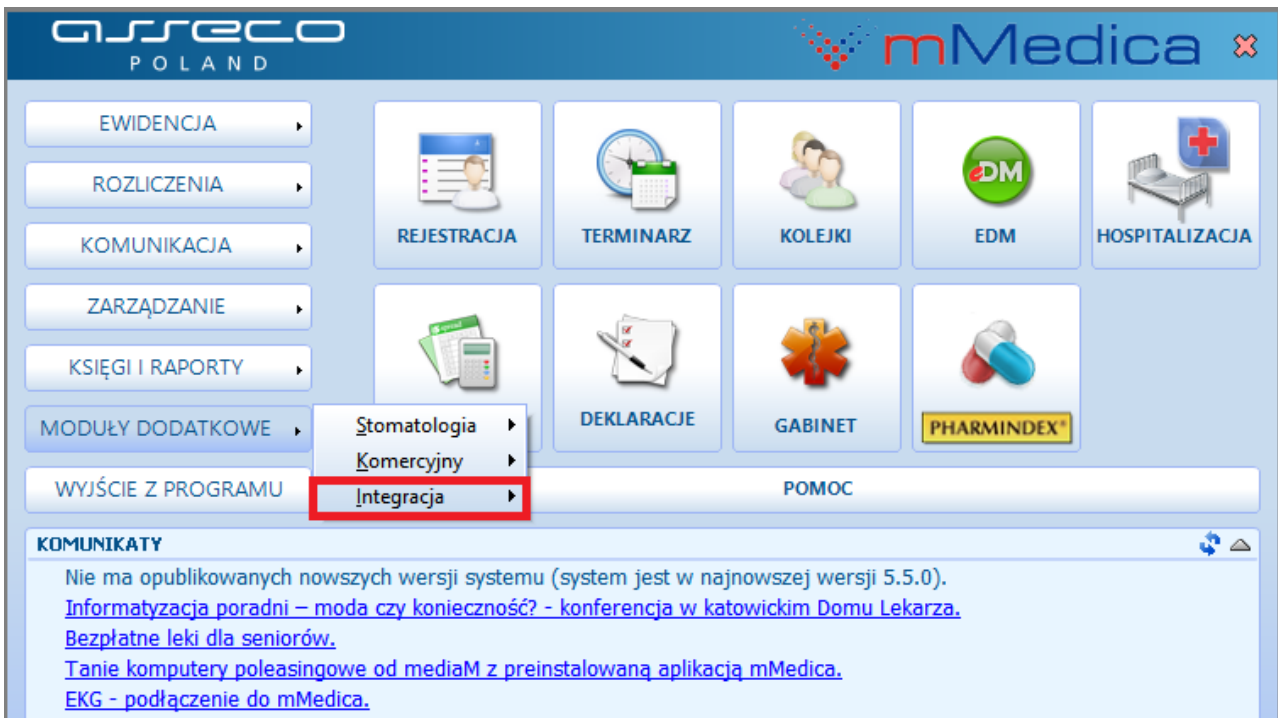 asseco
POLAND
mMedica
EWIDENCJA
ROZLICZENIA
KOMUNIKACJA
ZARZĄDZANIE
KSIĘGI I RAPORTY
MODUŁY DODATKOWE
WYJŚCIE Z PROGRAMU
REJESTRACJA
TERMINARZ
KOLEJKI
eDM
EDM
HOSPITALIZACJA
DEKLARACJE
GABINET
PHARMINDEX®
Stomatologia
Komercyjny
Integracja
POMOC
KOMUNIKATY
Nie ma opublikowanych nowszych wersji systemu (system jest w najnowszej wersji 5.5.0).
Informatyzacja poradni – moda czy konieczność? - konferencja w katowickim Domu Lekarza.
Bezpłatne leki dla seniorów.
Tanie komputery poleasingowe od mediaM z preinstalowaną aplikacją mMedica.
EKG - podłączenie do mMedica.